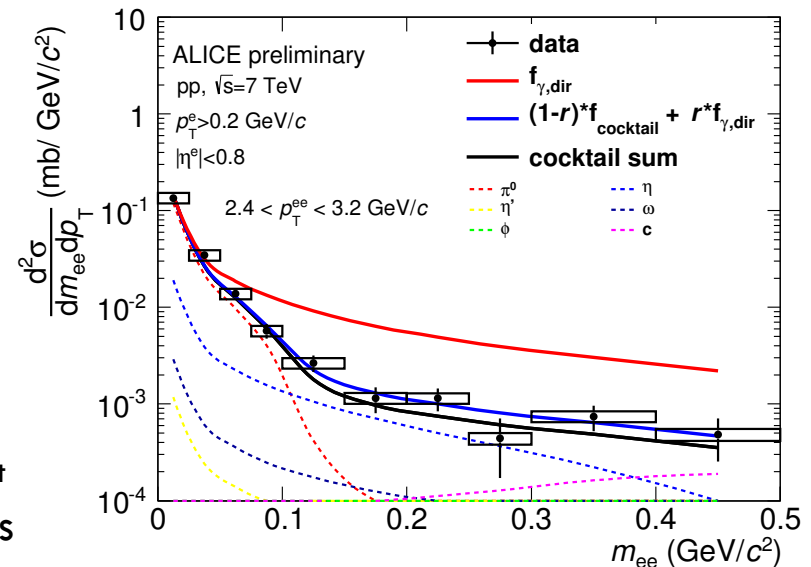 ALICE preliminary
pp, √s=7 TeV
p_T^e>0.2 GeV/c
|η^e|<0.8
2.4 < p_T^ee < 3.2 GeV/c
data
f_γ,dir
(1-r)*f_cocktail + r*f_γ,dir
cocktail sum
π⁰ η
η' ω
ϕ c
d²σ/dm_ee dp_T (mb/ GeV/c²)
10
1
10⁻¹
10⁻²
10⁻³
10⁻⁴
0 0.1 0.2 0.3 0.4 0.5
m_ee (GeV/c²)
t
s